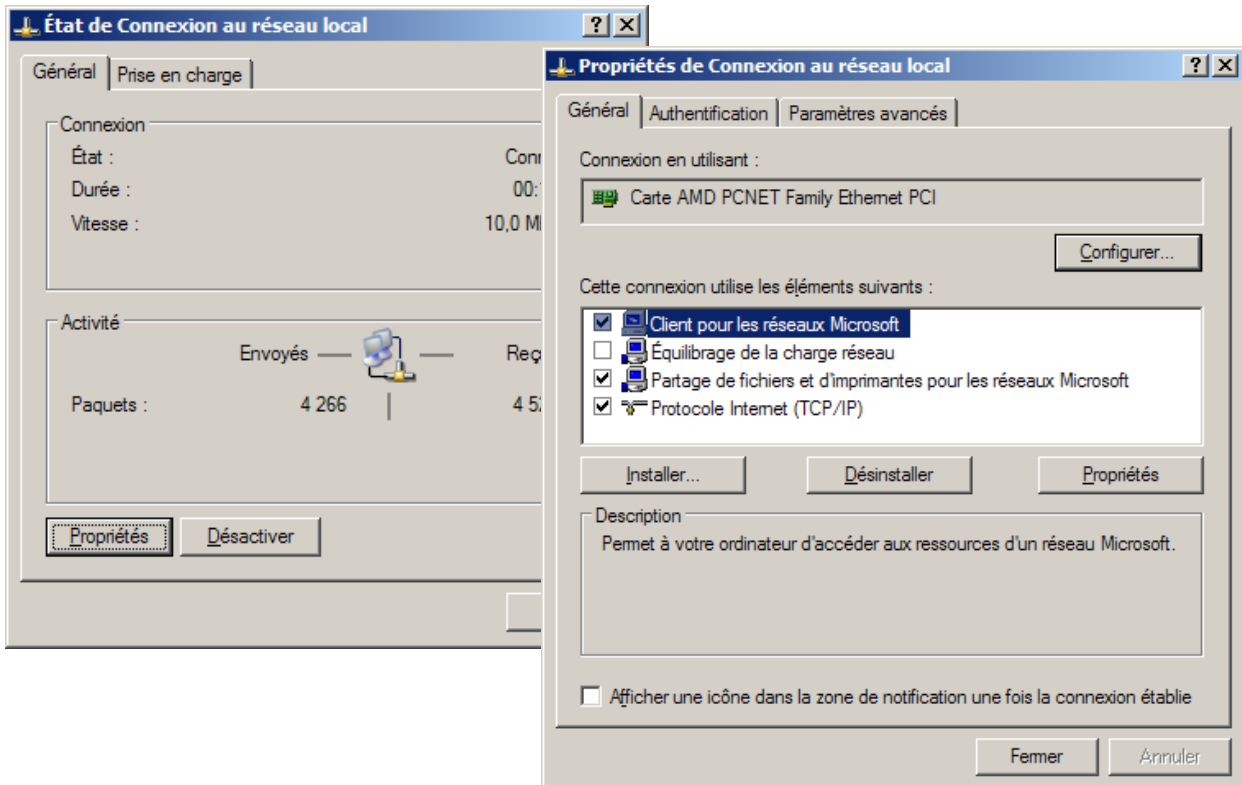 État de Connexion au réseau local
Général
Prise en charge
Connexion
État :
Durée :
00:
Vitesse :
10,0
Activité
Envoyés
Paquets :
4 266
Propriétés
Désactiver
Propriétés de Connexion au réseau local
Général
Authentification
Paramètres avancés
Connexion en utilisant :
Carte AMD PCNET Family Ethernet PCI
Configurer...
Cette connexion utilise les éléments suivants :
Client pour les réseaux Microsoft
Équilibrage de la charge réseau
Partage de fichiers et d'imprimantes pour les réseaux Microsoft
Protocole Internet (TCP/IP)
Installer...
Désinstaller
Propriétés
Description
Permet à votre ordinateur d'accéder aux ressources d'un réseau Microsoft.
Afficher une icône dans la zone de notification une fois la connexion établie
Fermer
Annuler